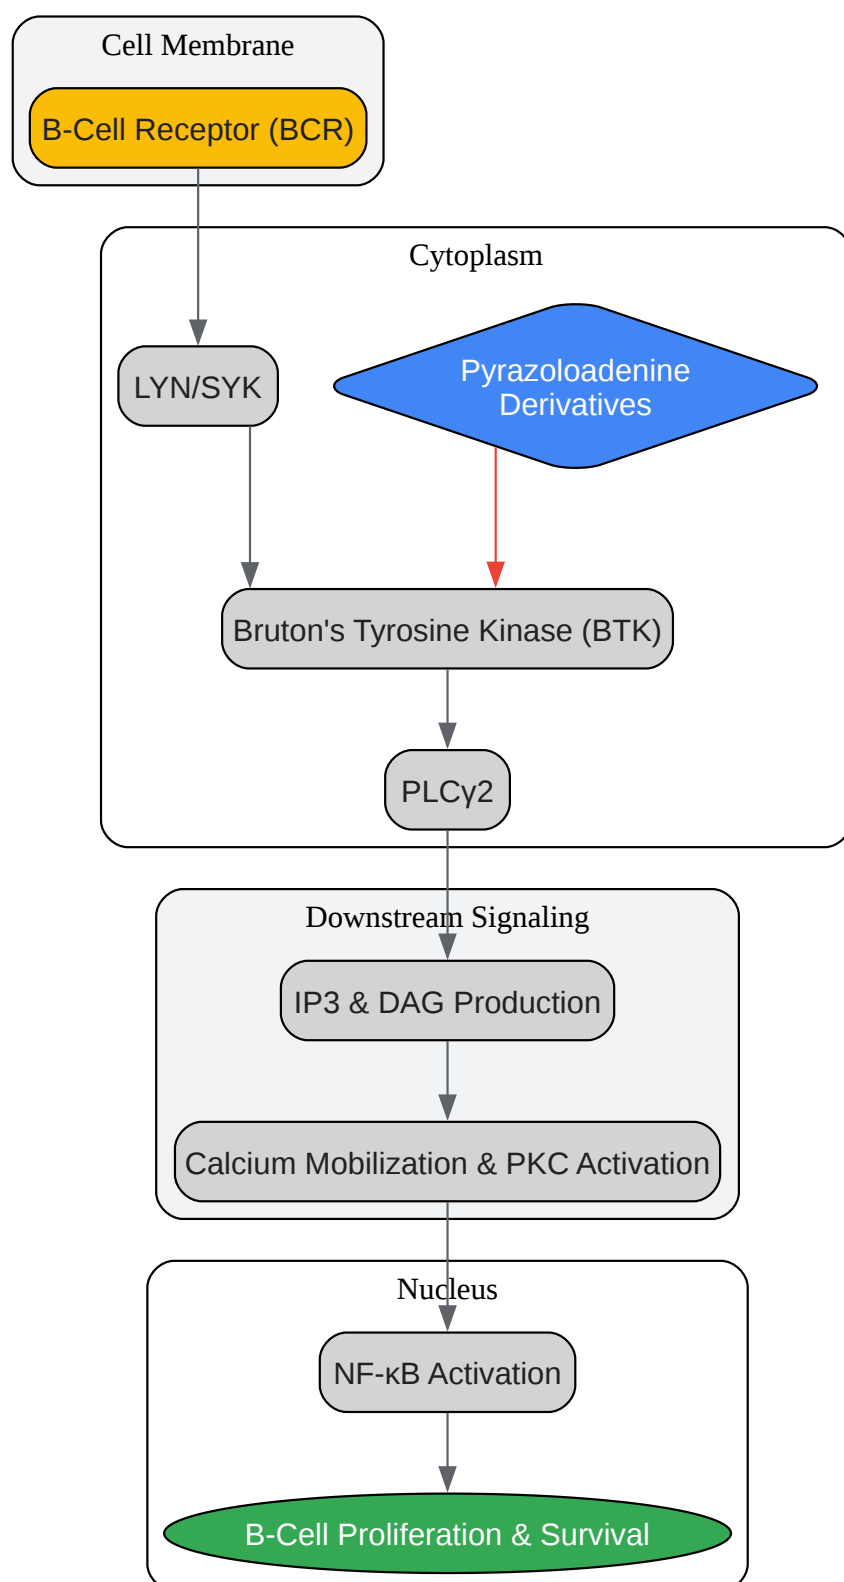 Cell Membrane
B-Cell Receptor (BCR)
Cytoplasm
LYN/SYK
Pyrazoloadenine
Derivatives
Bruton's Tyrosine Kinase (BTK)
PLCγ2
Downstream Signaling
IP3 & DAG Production
Calcium Mobilization & PKC Activation
Nucleus
NF-κB Activation
B-Cell Proliferation & Survival